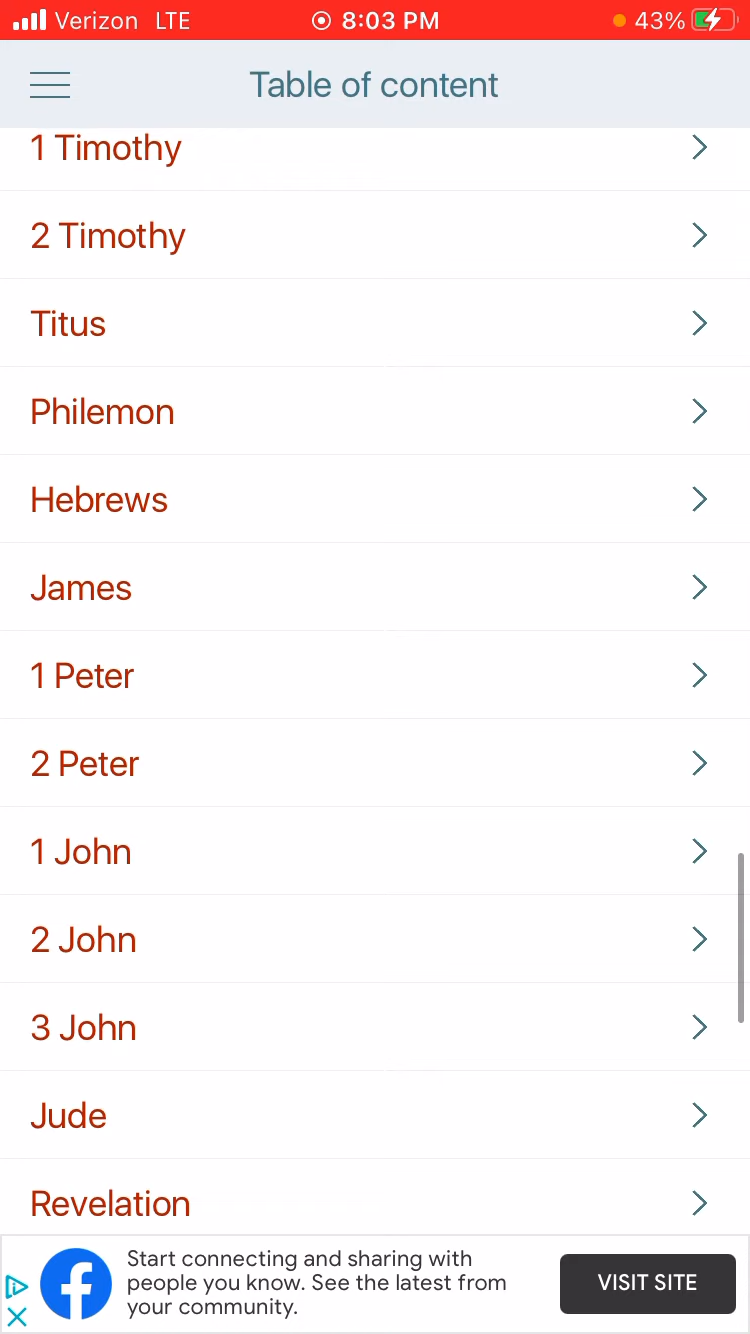 Verizon LTE 8:03 PM 43%
Table of content
1 Timothy
2 Timothy
Titus
Philemon
Hebrews
James
1 Peter
2 Peter
1 John
2 John
3 John
Jude
Revelation
Start connecting and sharing with
people you know. See the latest from
your community.
VISIT SITE